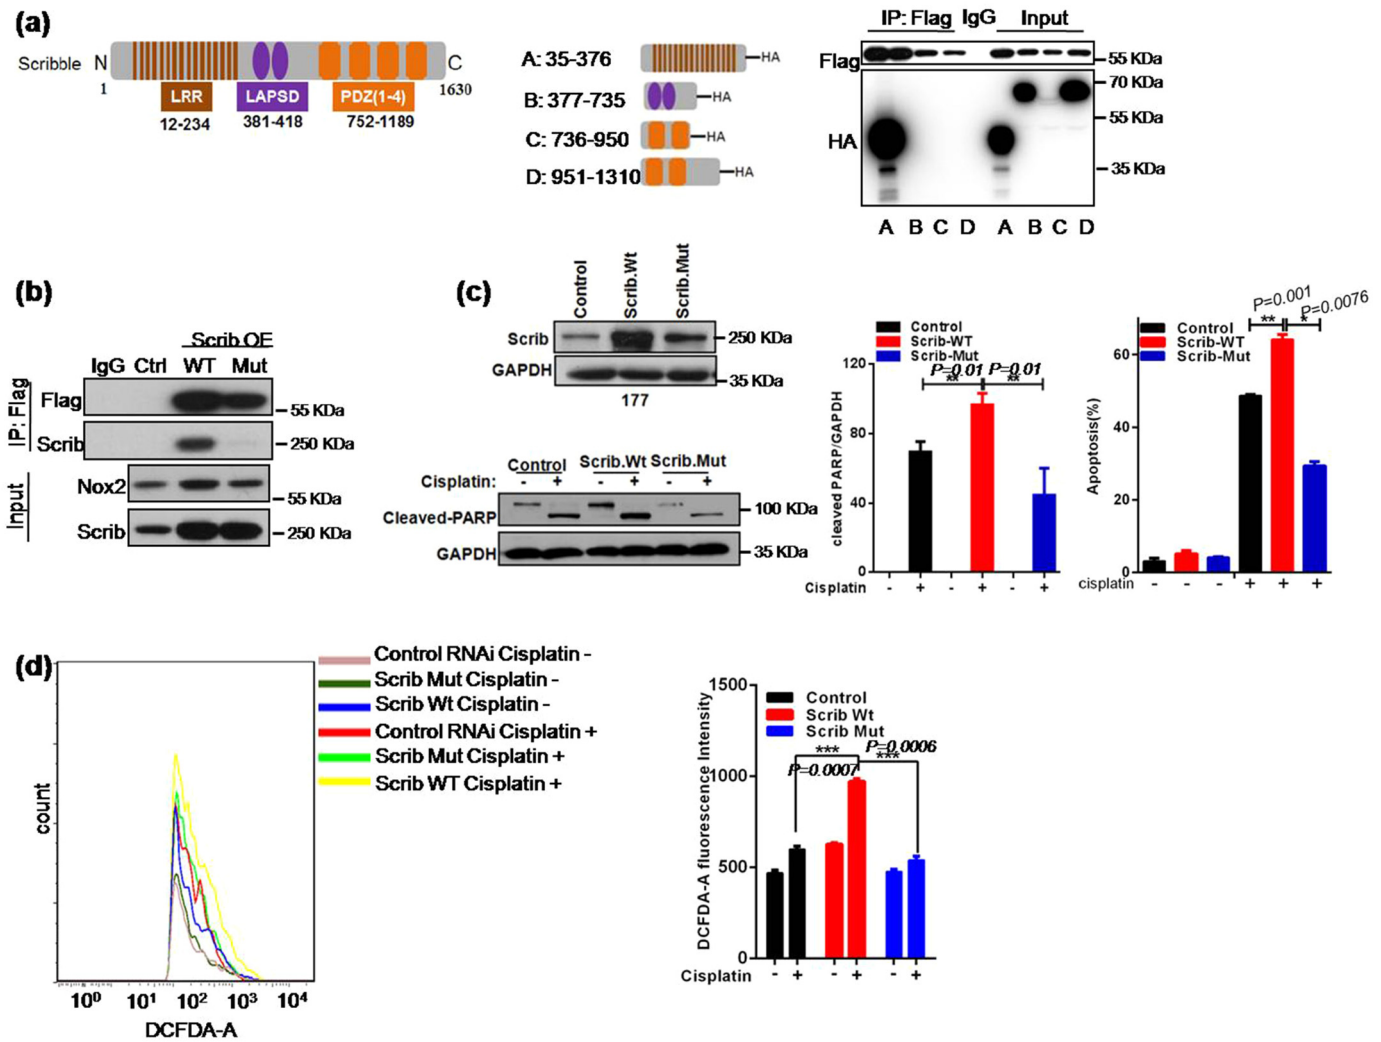 (a)
Scribble N C
1 1630
LRR LAPSD PDZ(1-4)
12-234 381-418 752-1189
A: 35-376 HA
B: 377-735 HA
C: 736-950 HA
D: 951-1310 HA
IP: Flag IgG Input
Flag 55 KDa
70 KDa
55 KDa
HA
35 KDa
A B C D A B C D
(b)
Scrib OE
IgG Ctrl WT Mut
IP: Flag
Flag 55 KDa
Scrib 250 KDa
Input
Nox2 55 KDa
Scrib 250 KDa
(c)
Control Scrib.Wt Scrib.Mut
Scrib 250 KDa
GAPDH 35 KDa
177
Control Scrib.Wt Scrib.Mut
Cisplatin: - + - + - +
Cleaved-PARP 100 KDa
GAPDH 35 KDa
Control
Scrib-WT
Scrib-Mut
P=0.01 P=0.01
** **
cleaved PARP/GAPDH
120
80
40
0
Cisplatin - + - + - +
P=0.001
P=0.0076
** *
Control
Scrib-WT
Scrib-Mut
Apoptosis(%)
60
40
20
0
cisplatin - - - + + +
(d)
Control RNAi Cisplatin -
Scrib Mut Cisplatin -
Scrib Wt Cisplatin -
Control RNAi Cisplatin +
Scrib Mut Cisplatin +
Scrib WT Cisplatin +
count
10⁰ 10¹ 10² 10³ 10⁴
DCFDA-A
Control
Scrib Wt
Scrib Mut
P=0.0006
*** ***
P=0.0007
DCFDA-A fluorescence Intensity
1500
1000
500
0
Cisplatin - + - + - +